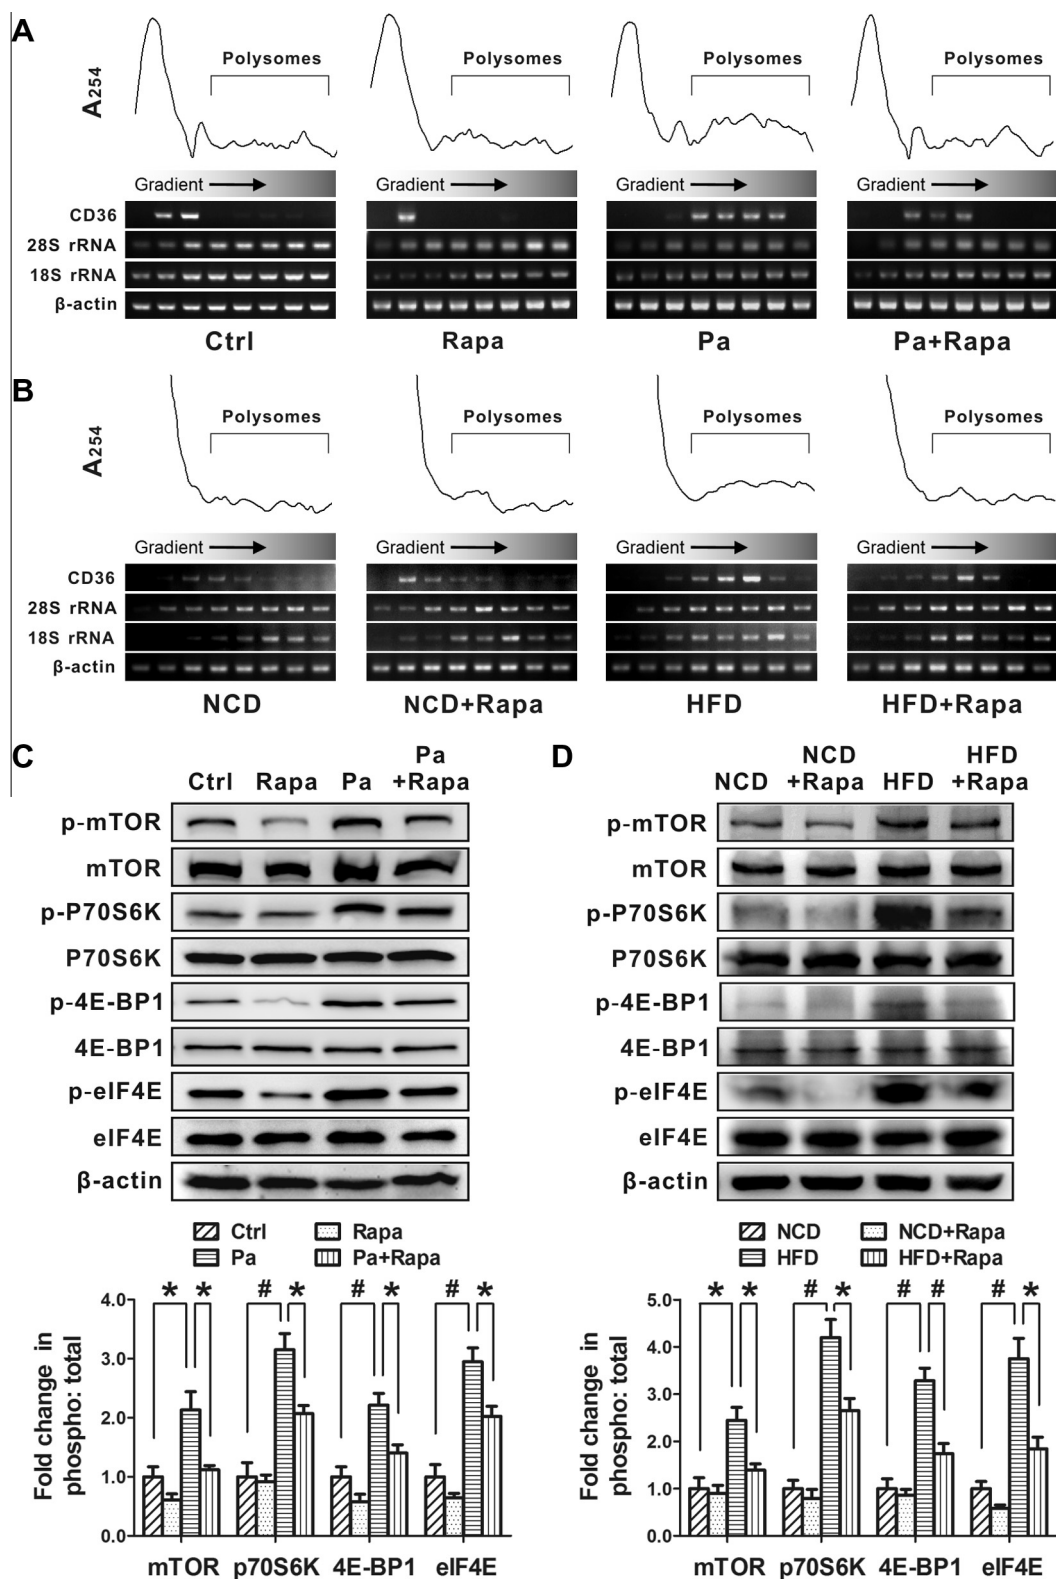 A
A254
Polysomes Polysomes Polysomes Polysomes
Gradient Gradient Gradient Gradient
CD36
28S rRNA
18S rRNA
β-actin
Ctrl Rapa Pa Pa+Rapa
B
A254
Polysomes Polysomes Polysomes Polysomes
Gradient Gradient Gradient Gradient
CD36
28S rRNA
18S rRNA
β-actin
NCD NCD+Rapa HFD HFD+Rapa
C
Ctrl Rapa Pa Pa
+Rapa
p-mTOR
mTOR
p-P70S6K
P70S6K
p-4E-BP1
4E-BP1
p-eIF4E
eIF4E
β-actin
Ctrl Rapa
Pa Pa+Rapa
* * # * # * # *
Fold change in
phospho: total
4.0
3.0
2.0
1.0
0.0
mTOR p70S6K 4E-BP1 eIF4E
D
NCD NCD
+Rapa HFD HFD
+Rapa
p-mTOR
mTOR
p-P70S6K
P70S6K
p-4E-BP1
4E-BP1
p-eIF4E
eIF4E
β-actin
NCD NCD+Rapa
HFD HFD+Rapa
* * # * # # # *
Fold change in
phospho: total
5.0
4.0
3.0
2.0
1.0
0.0
mTOR p70S6K 4E-BP1 eIF4E